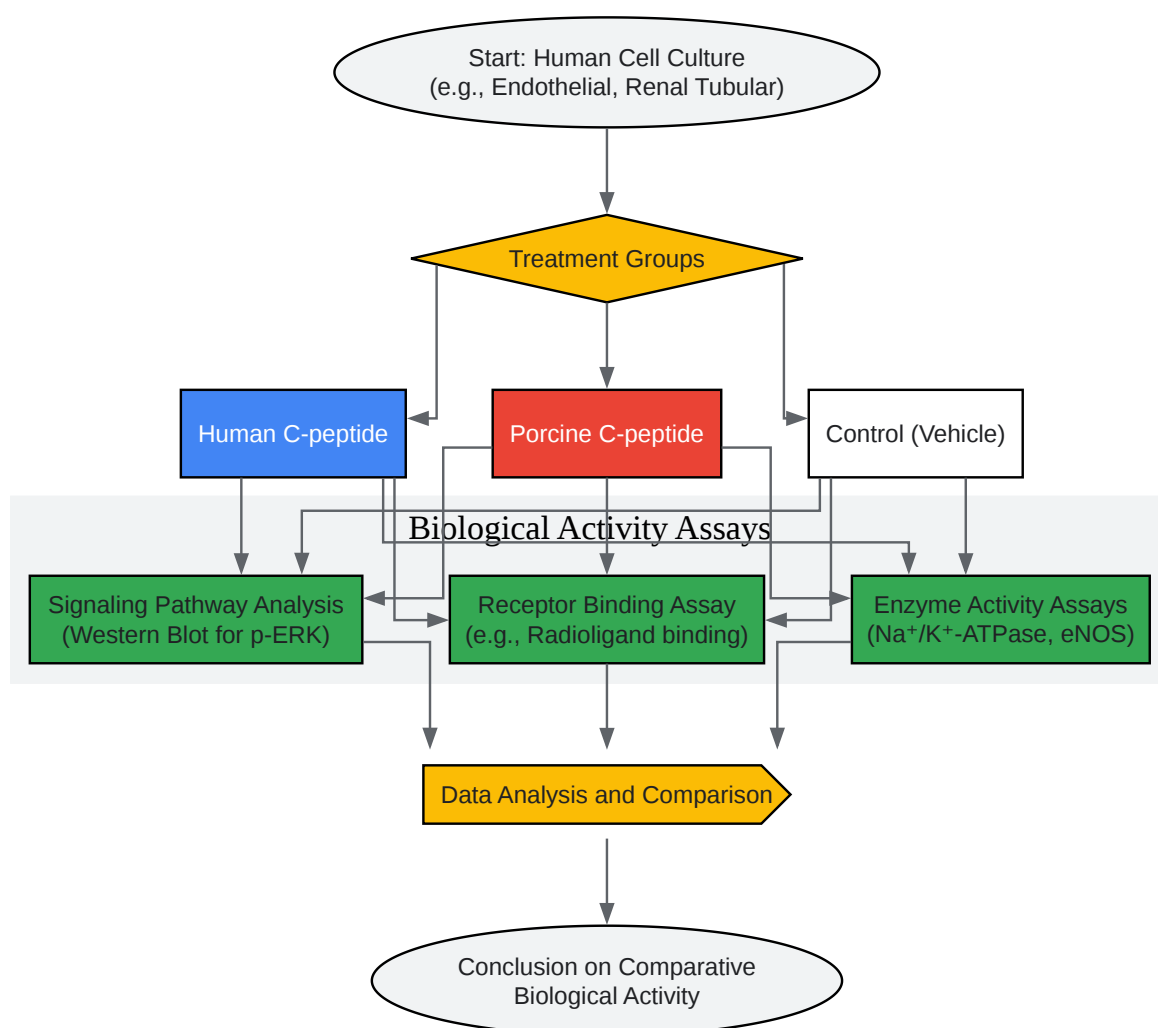 Start: Human Cell Culture
(e.g., Endothelial, Renal Tubular)
Treatment Groups
Human C-peptide
Porcine C-peptide
Control (Vehicle)
Biological Activity Assays
Signaling Pathway Analysis
(Western Blot for p-ERK)
Receptor Binding Assay
(e.g., Radioligand binding)
Enzyme Activity Assays
(Na⁺/K⁺-ATPase, eNOS)
Data Analysis and Comparison
Conclusion on Comparative
Biological Activity